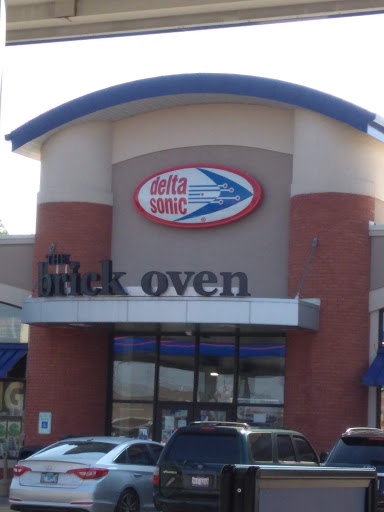 delta
sonic
the
brick oven